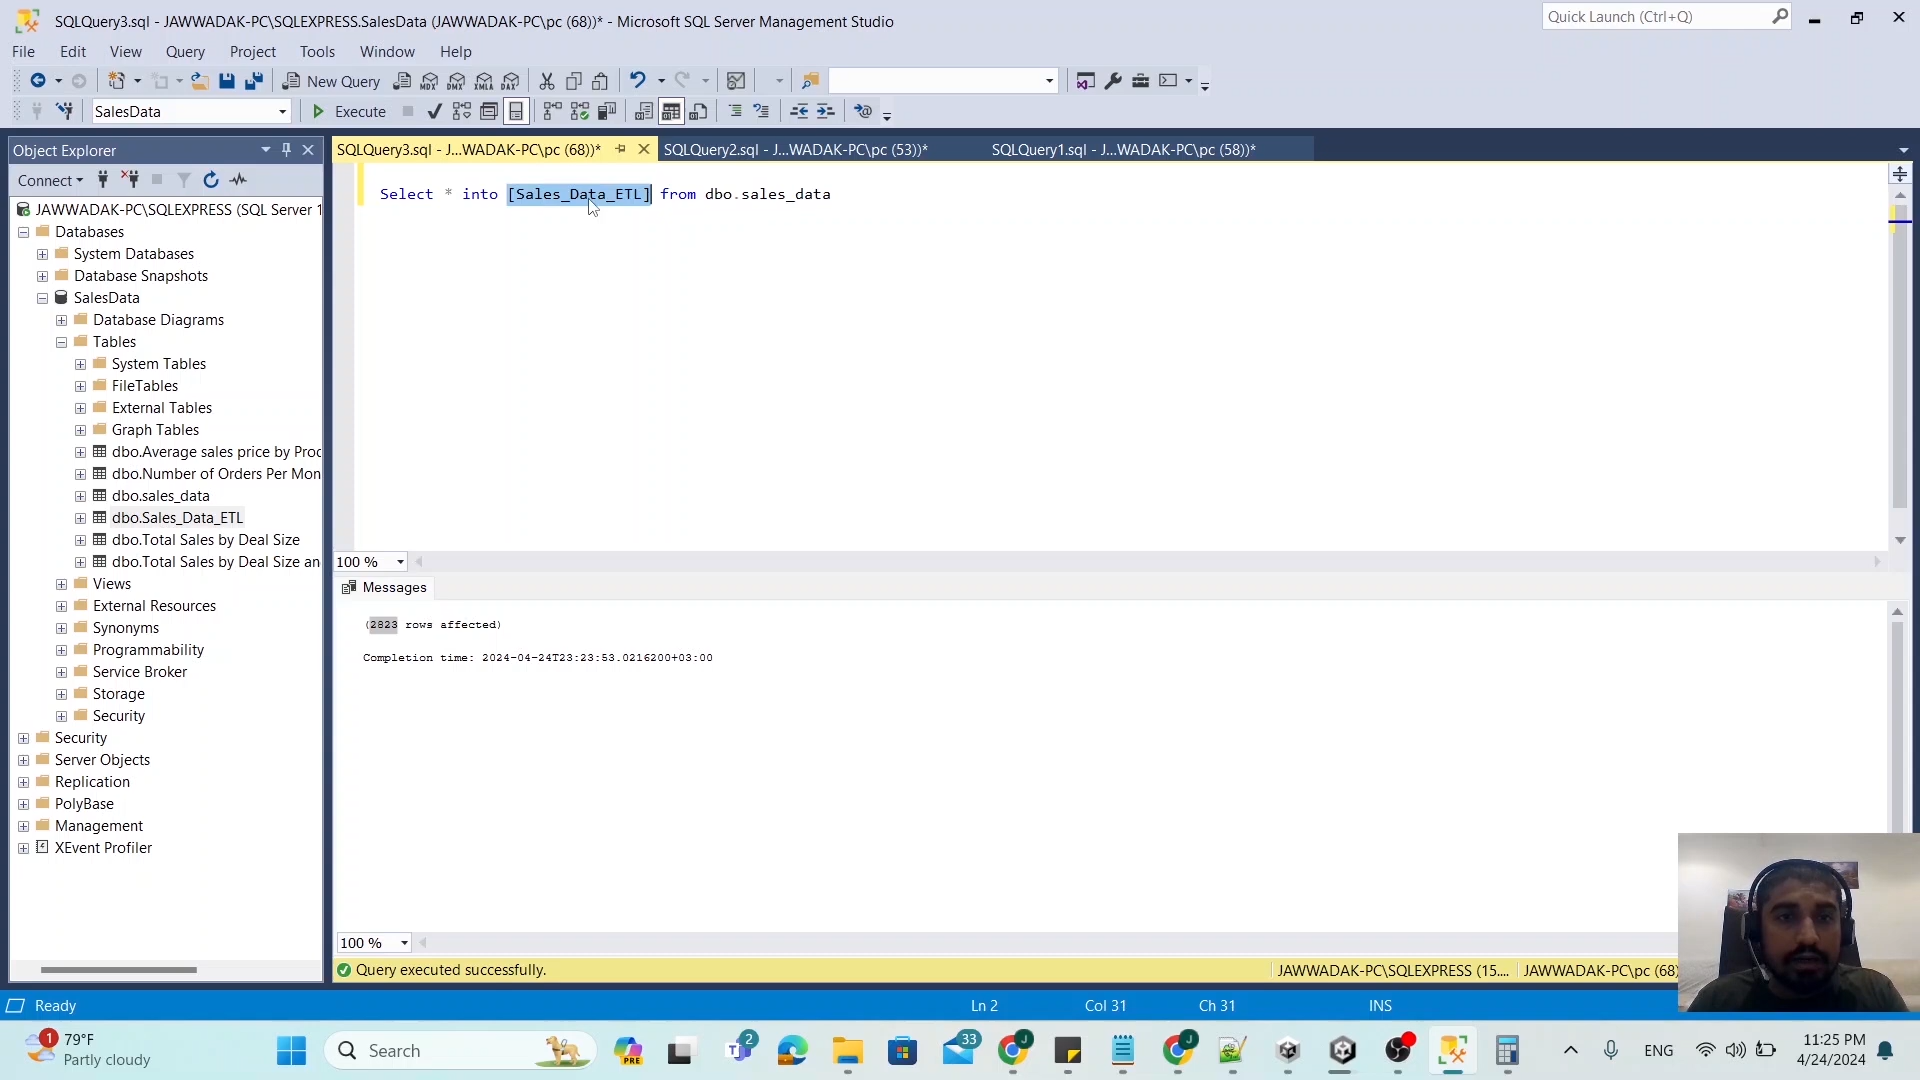 SQLQuery3.sql - JAWWADAK-PC\SQLEXPRESS.SalesData (JAWWADAK-PC\pc (68))* - Microsoft SQL Server Management Studio
Quick Launch (Ctrl+Q)
File Edit View Query Project Tools Window Help
New Query
MDX DMX XMLA DAX
SalesData
Execute
Object Explorer
SQLQuery3.sql - J...WADAK-PC\pc (68))*
SQLQuery2.sql - J...WADAK-PC\pc (53))*
SQLQuery1.sql - J...WADAK-PC\pc (58))*
Connect
Select * into [Sales_Data_ETL] from dbo.sales_data
JAWWADAK-PC\SQLEXPRESS (SQL Server 1
Databases
System Databases
Database Snapshots
SalesData
Database Diagrams
Tables
System Tables
FileTables
External Tables
Graph Tables
dbo.Average sales price by Proc
dbo.Number of Orders Per Mon
dbo.sales_data
dbo.Sales_Data_ETL
dbo.Total Sales by Deal Size
dbo.Total Sales by Deal Size an
Views
External Resources
Synonyms
Programmability
Service Broker
Storage
Security
Security
Server Objects
Replication
PolyBase
Management
XEvent Profiler
100 %
Messages
(2823 rows affected)
Completion time: 2024-04-24T23:23:53.0216200+03:00
100 %
Query executed successfully.
JAWWADAK-PC\SQLEXPRESS (15....
JAWWADAK-PC\pc (68)
Ready
Ln 2
Col 31
Ch 31
INS
1
79°F
Partly cloudy
Search
PRE
2
33
J
J
ENG
11:25 PM
4/24/2024